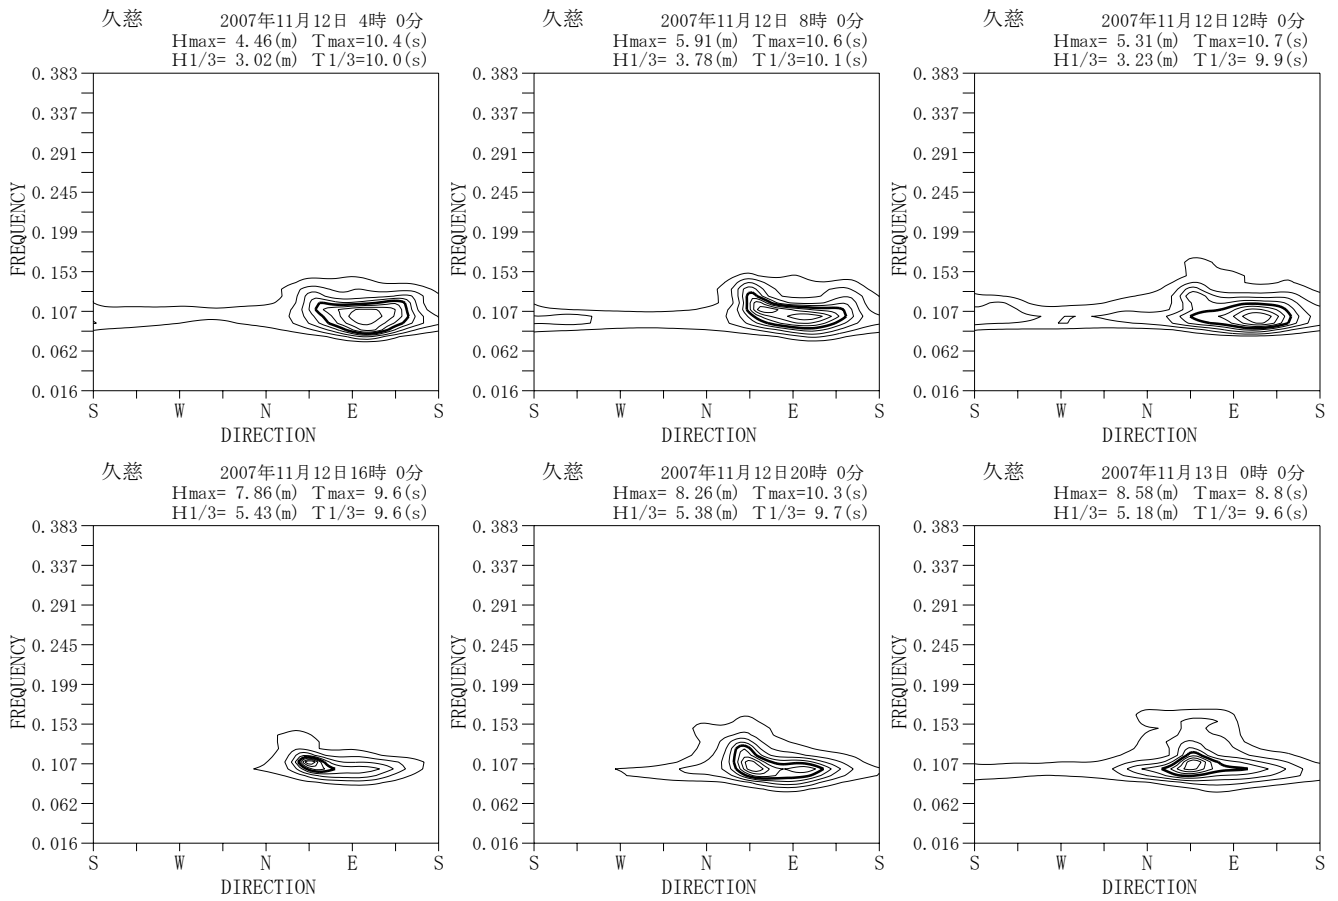 久慈 2007年11月12日 4時 0分
Hmax= 4.46(m) Tmax=10.4(s)
H1/3= 3.02(m) T1/3=10.0(s)
0.383
0.337
0.291
0.245
0.199
0.153
0.107
0.062
0.016
FREQUENCY
S W N E S
DIRECTION
久慈 2007年11月12日 8時 0分
Hmax= 5.91(m) Tmax=10.6(s)
H1/3= 3.78(m) T1/3=10.1(s)
0.383
0.337
0.291
0.245
0.199
0.153
0.107
0.062
0.016
FREQUENCY
S W N E S
DIRECTION
久慈 2007年11月12日12時 0分
Hmax= 5.31(m) Tmax=10.7(s)
H1/3= 3.23(m) T1/3= 9.9(s)
0.383
0.337
0.291
0.245
0.199
0.153
0.107
0.062
0.016
FREQUENCY
S W N E S
DIRECTION
久慈 2007年11月12日16時 0分
Hmax= 7.86(m) Tmax= 9.6(s)
H1/3= 5.43(m) T1/3= 9.6(s)
0.383
0.337
0.291
0.245
0.199
0.153
0.107
0.062
0.016
FREQUENCY
S W N E S
DIRECTION
久慈 2007年11月12日20時 0分
Hmax= 8.26(m) Tmax=10.3(s)
H1/3= 5.38(m) T1/3= 9.7(s)
0.383
0.337
0.291
0.245
0.199
0.153
0.107
0.062
0.016
FREQUENCY
S W N E S
DIRECTION
久慈 2007年11月13日 0時 0分
Hmax= 8.58(m) Tmax= 8.8(s)
H1/3= 5.18(m) T1/3= 9.6(s)
0.383
0.337
0.291
0.245
0.199
0.153
0.107
0.062
0.016
FREQUENCY
S W N E S
DIRECTION